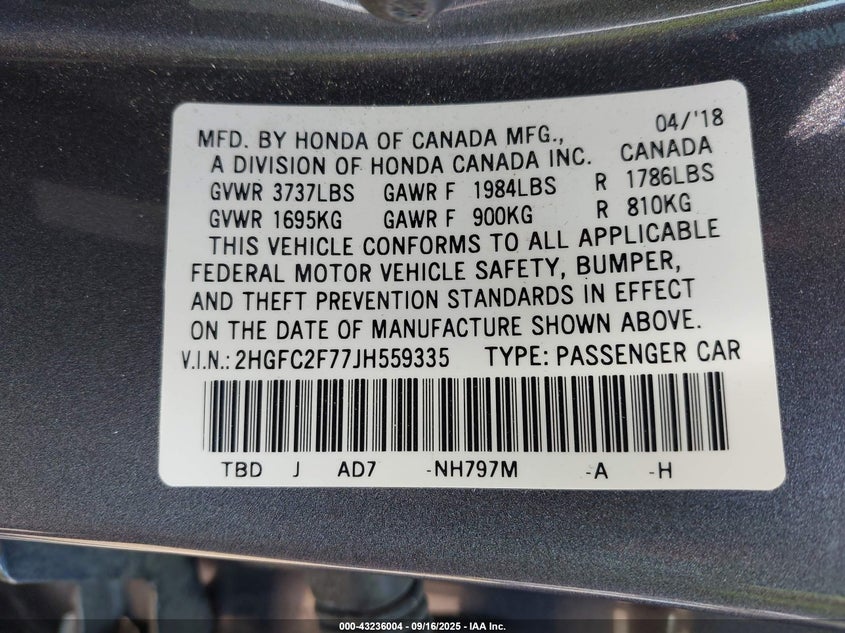 MFD. BY HONDA OF CANADA MFG., 04/'18
A DIVISION OF HONDA CANADA INC. CANADA
GVWR 3737LBS GAWR F 1984LBS R 1786LBS
GVWR 1695KG GAWR F 900KG R 810KG
THIS VEHICLE CONFORMS TO ALL APPLICABLE
FEDERAL MOTOR VEHICLE SAFETY, BUMPER,
AND THEFT PREVENTION STANDARDS IN EFFECT
ON THE DATE OF MANUFACTURE SHOWN ABOVE.
V.I.N.: 2HGFC2F77JH559335 TYPE: PASSENGER CAR
TBD J AD7 -NH797M -A -H
000-43236004 - 09/16/2025 - IAA Inc.